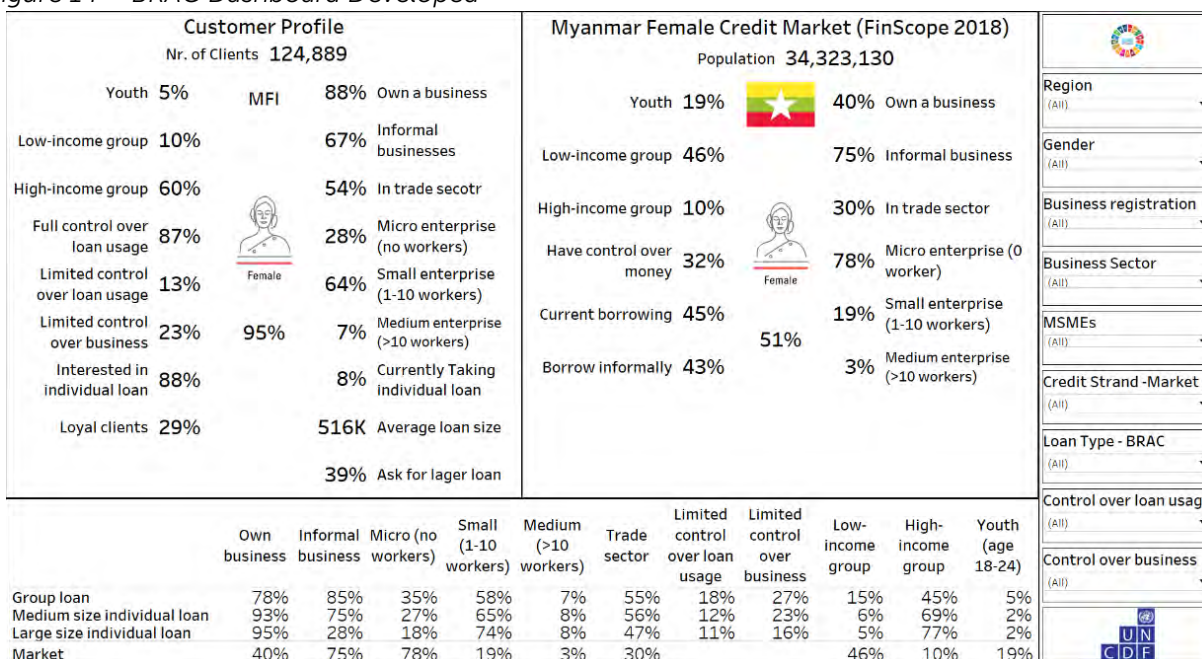 Customer Profile
Nr. of Clients 124,889
Youth 5%
MFI
88% Own a business
Low-income group 10%
67% Informal
businesses
High-income group 60%
54% In trade secotr
Full control over
loan usage 87%
28% Micro enterprise
(no workers)
Limited control
over loan usage 13%
Female
64% Small enterprise
(1-10 workers)
Limited control
over business 23%
95%
7% Medium enterprise
(>10 workers)
Interested in
individual loan 88%
8% Currently Taking
individual loan
Loyal clients 29%
516K Average loan size
39% Ask for lager loan
Myanmar Female Credit Market (FinScope 2018)
Population 34,323,130
Youth 19%
40% Own a business
Low-income group 46%
75% Informal business
High-income group 10%
30% In trade sector
Have control over
money 32%
Female
78% Micro enterprise (0
worker)
Current borrowing 45%
51%
19% Small enterprise
(1-10 workers)
Borrow informally 43%
3% Medium enterprise
(>10 workers)
Region
(All)
Gender
(All)
Business registration
(All)
Business Sector
(All)
MSMEs
(All)
Credit Strand -Market
(All)
Loan Type - BRAC
(All)
Control over loan usag
(All)
Control over business
(All)
UN
CDF
Own business Informal business Micro (no workers) Small (1-10 workers) Medium (>10 workers) Trade sector Limited control over loan usage Limited control over business Low-income group High-income group Youth (age 18-24)
Group loan 78% 85% 35% 58% 7% 55% 18% 27% 15% 45% 5%
Medium size individual loan 93% 75% 27% 65% 8% 56% 12% 23% 6% 69% 2%
Large size individual loan 95% 28% 18% 74% 8% 47% 11% 16% 5% 77% 2%
Market 40% 75% 78% 19% 3% 30% 46% 10% 19%